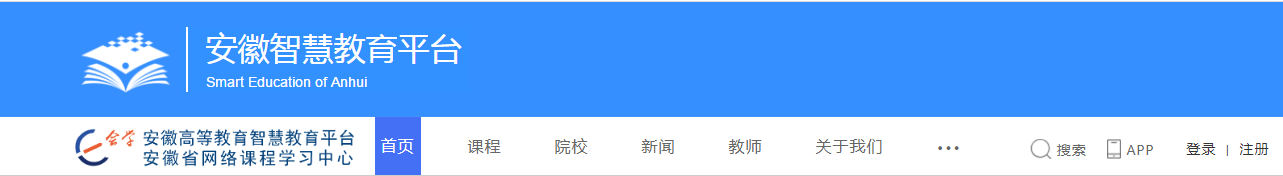 安徽智慧教育平台
Smart Education of Anhui
会学 安徽高等教育智慧教育平台
安徽省网络课程学习中心
首页 课程 院校 新闻 教师 关于我们 ••• 搜索 APP 登录 | 注册